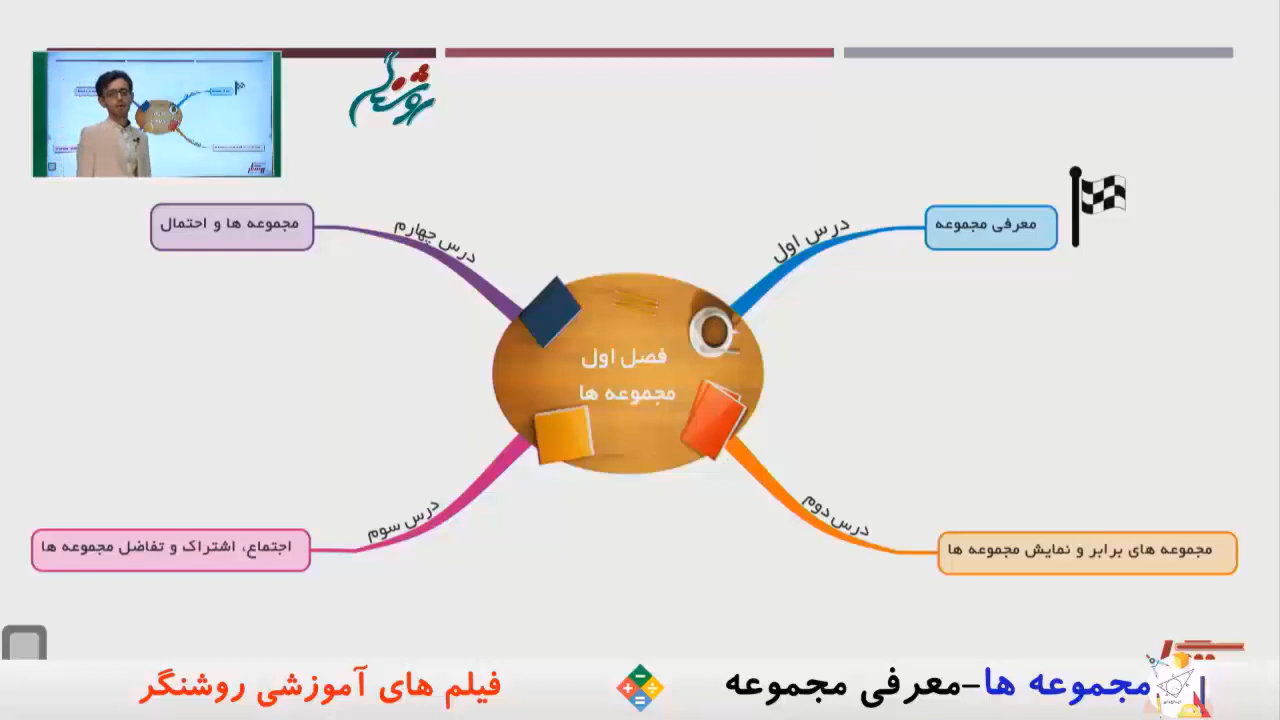 روشنگر
درس اول
معرفی مجموعه
درس چهارم
مجموعه ها و احتمال
فصل اول
مجموعه ها
درس دوم
مجموعه های برابر و نمایش مجموعه ها
درس سوم
اجتماع، اشتراک و تفاضل مجموعه ها
مجموعه ها-معرفی مجموعه
فیلم های آموزشی روشنگر